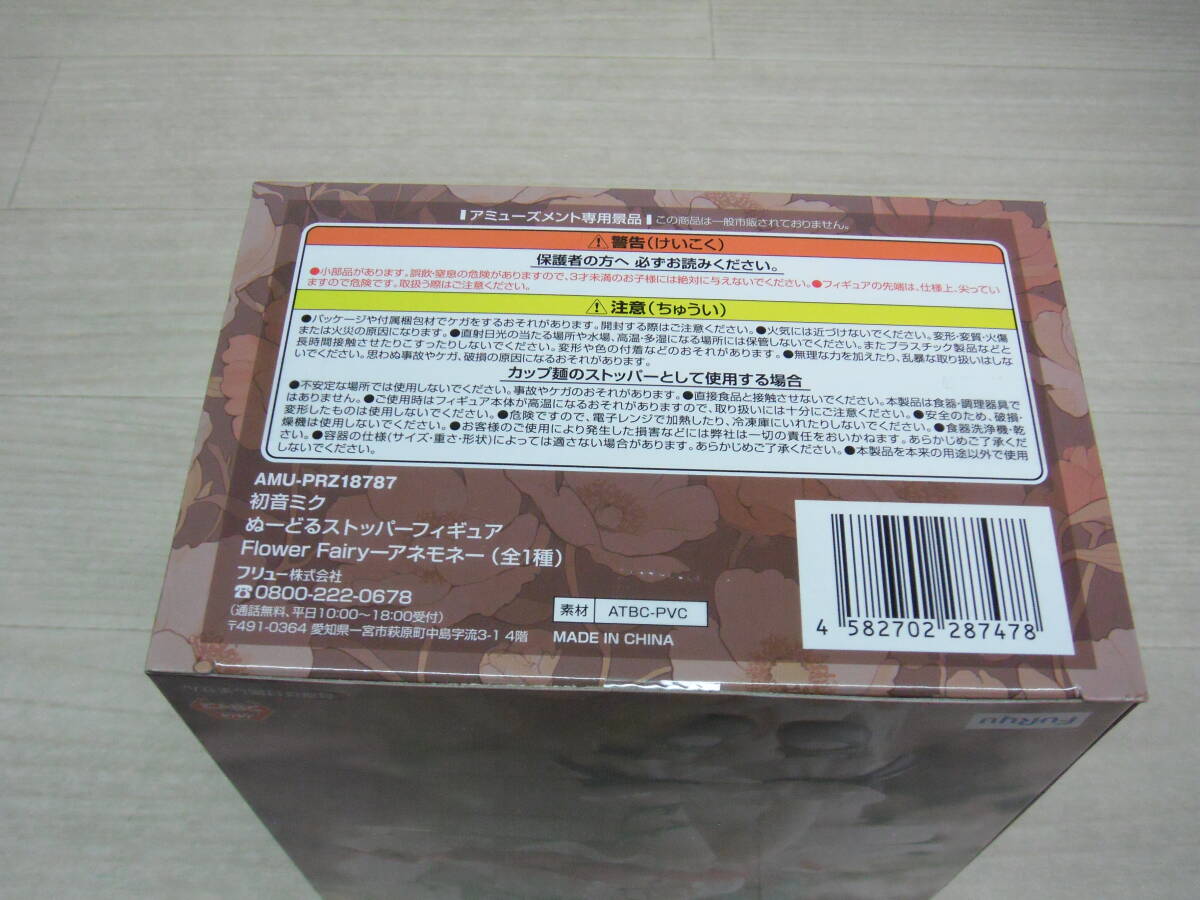 アミューズメント専用景品 この商品は一般市販されておりません。
警告(けいこく)
保護者の方へ 必ずお読みください。
●小部品があります。誤飲・窒息の危険がありますので、3才未満のお子様には絶対に与えないでください。●フィギュアの先端は、仕様上、尖ってい
ますので危険です。取扱う際はご注意ください。
注意(ちゅうい)
●パッケージや付属梱包材でケガをするおそれがあります。開封する際はご注意ください。●火気には近づけないでください。変形・変質・火傷
または火災の原因になります。●直射日光の当たる場所や水場、高温・多湿になる場所には保管しないでください。またプラスチック製品などと
長時間接触させたりこすったりしないでください。変形や色の付着などのおそれがあります。●無理な力を加えたり、乱暴な取り扱いはしな
いでください。思わぬ事故やケガ、破損の原因になるおそれがあります。
カップ麺のストッパーとして使用する場合
●不安定な場所では使用しないでください。事故やケガのおそれがあります。●直接食品と接触させないでください。本製品は食器・調理器具で
はありません。●ご使用時はフィギュア本体が高温になるおそれがありますので、取り扱いには十分にご注意ください。●安全のため、破損・
変形したものは使用しないでください。●危険ですので、電子レンジで加熱したり、冷凍庫にいれたりしないでください。●食器洗浄機・乾
燥機は使用しないでください。●お客様のご使用により発生した損害などには弊社は一切の責任をおいかねます。あらかじめご了承くだ
さい。●容器の仕様(サイズ・重さ・形状)によっては適さない場合があります。あらかじめご了承ください。●本製品を本来の用途以外で使用
しないでください。
AMU-PRZ18787
初音ミク
ぬーどるストッパーフィギュア
Flower Fairyーアネモネー(全1種)
フリュー株式会社
☎0800-222-0678
(通話無料、平日10:00〜18:00受付)
〒491-0364 愛知県一宮市萩原町中島字流3-1 4階
素材 ATBC-PVC
MADE IN CHINA
4 582702 287478
FuRyu